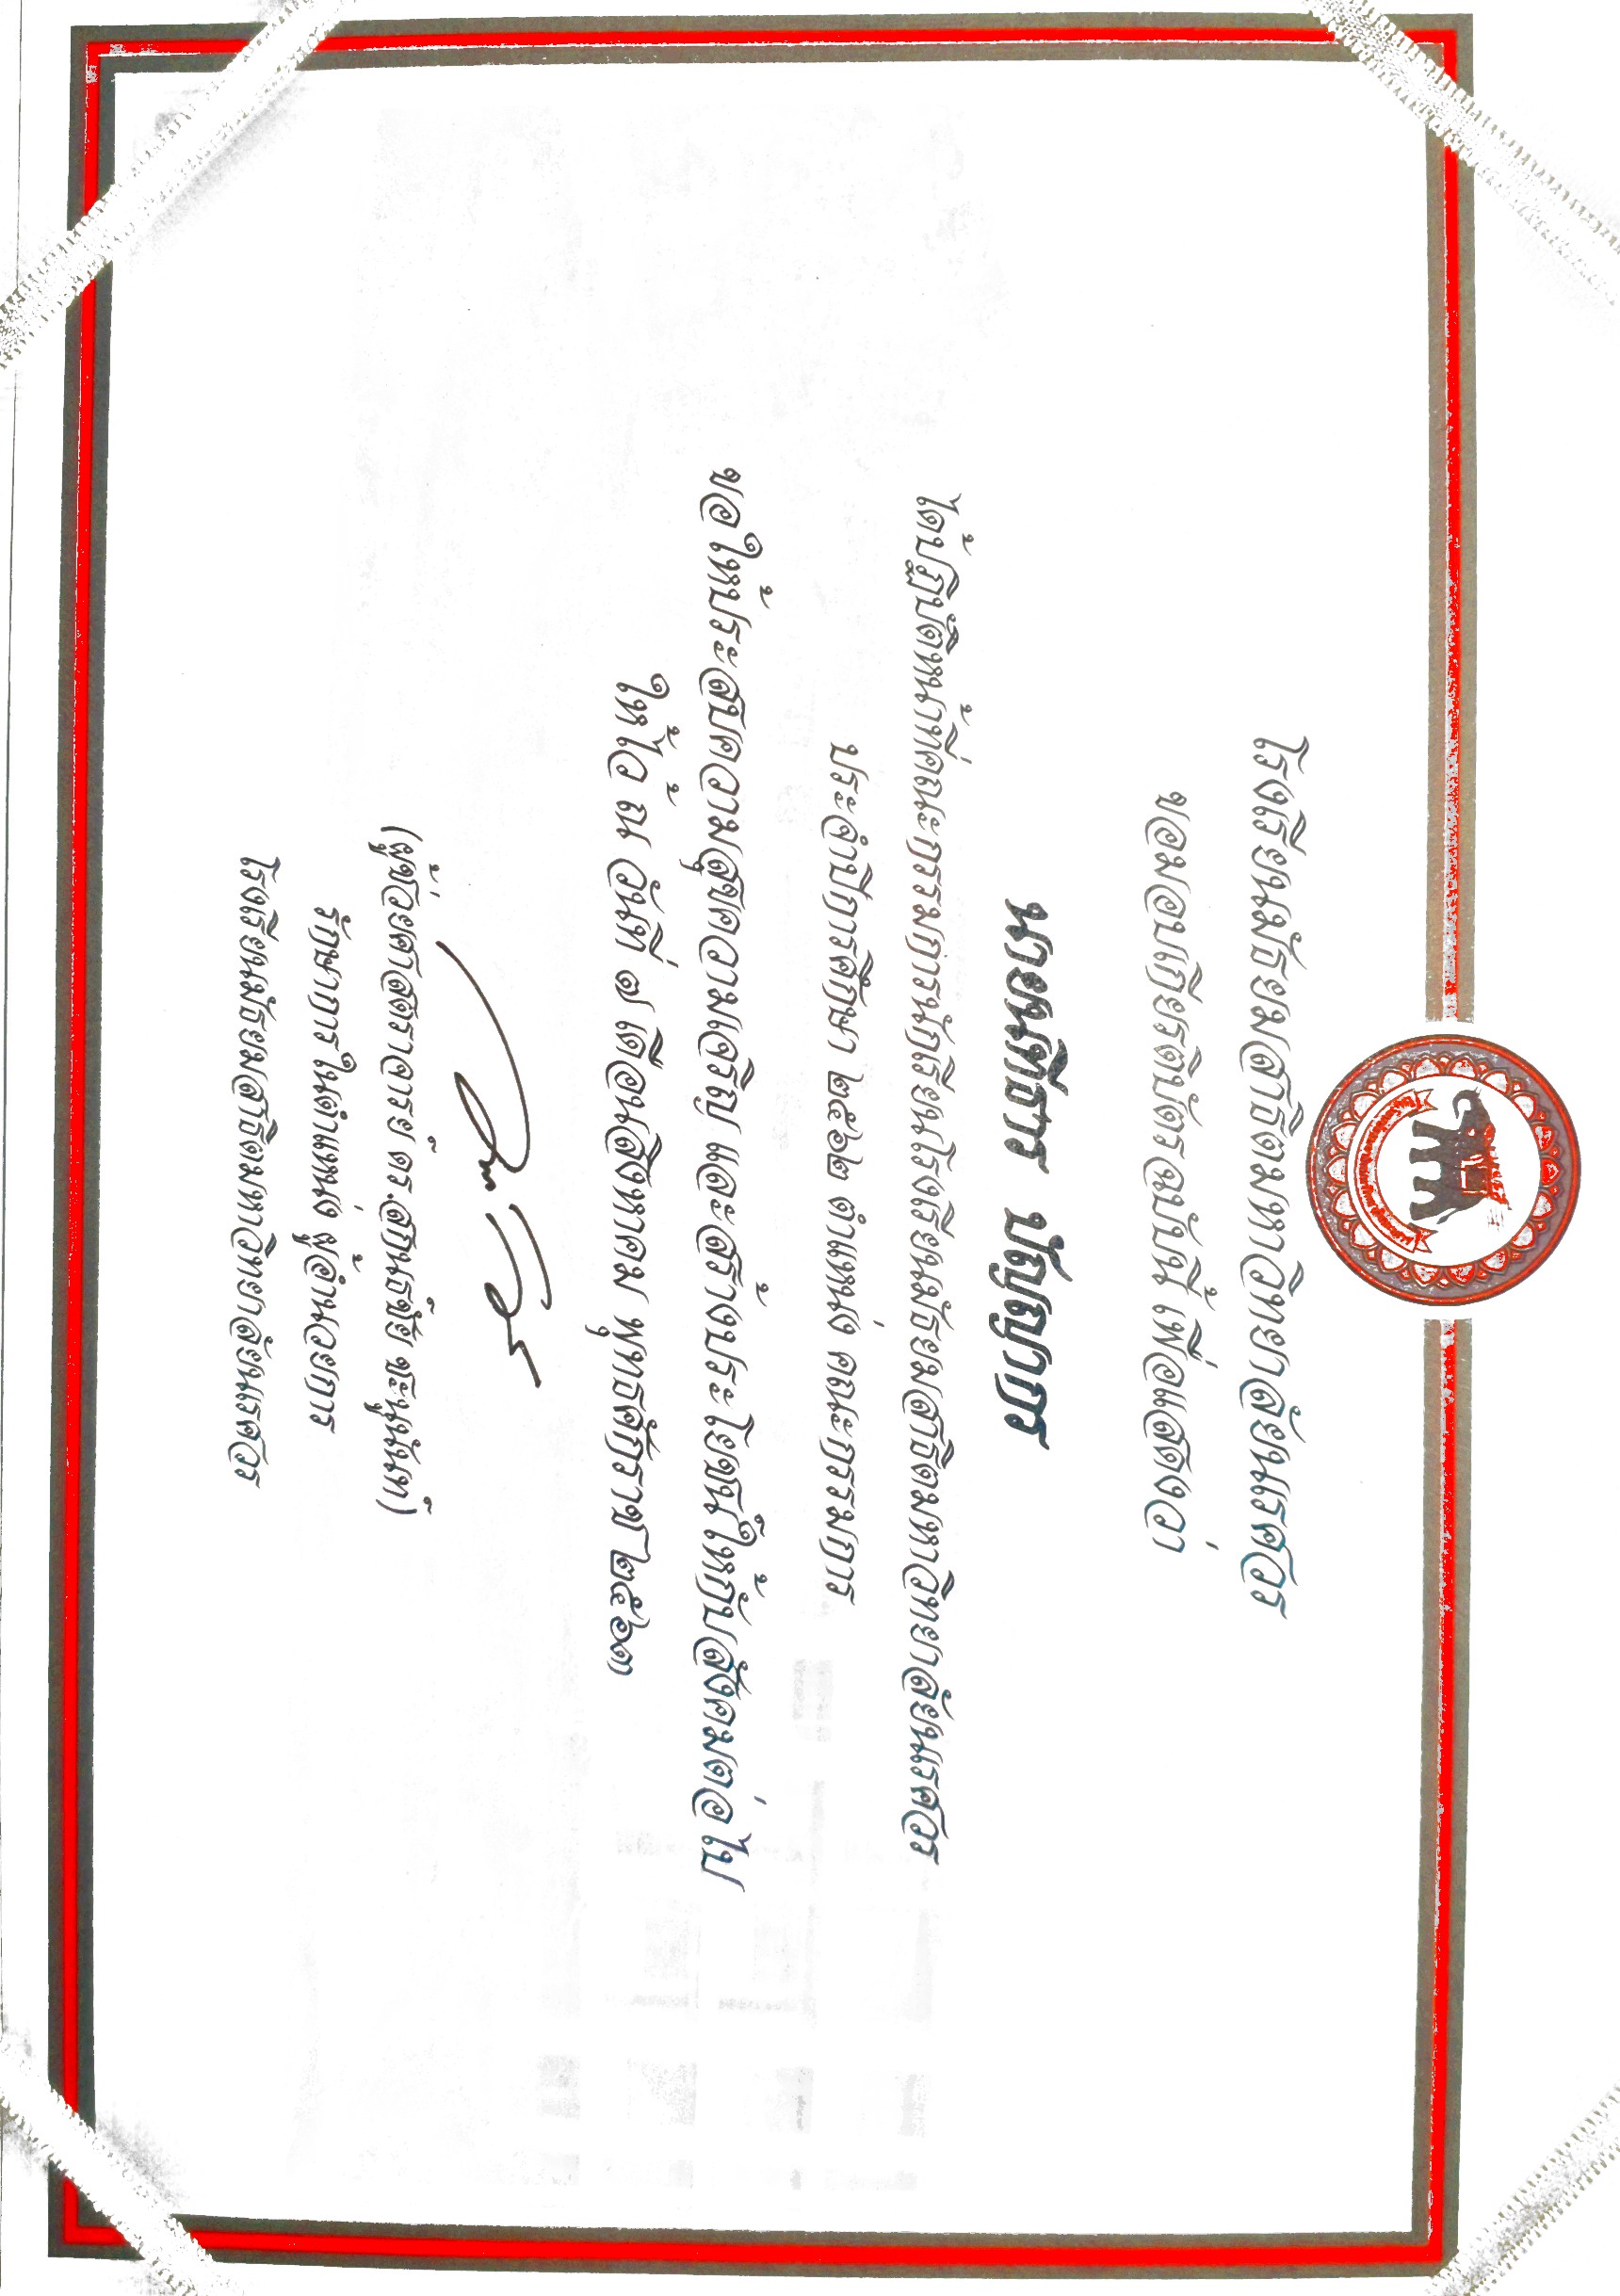 โรงเรียนมัธยมสาธิตมหาวิทยาลัยนเรศวร
ขอมอบเกียรติบัตรฉบับนี้ เพื่อแสดงว่า
นายนทีธาร ปัญญากร
ได้ปฏิบัติหน้าที่คณะกรรมการนักเรียนโรงเรียนมัธยมสาธิตมหาวิทยาลัยนเรศวร
ประจำปีการศึกษา ๒๕๖๒ ตำแหน่ง คณะกรรมการ
ขอให้ประสบความสุขความเจริญ และสร้างประโยชน์ให้กับสังคมต่อไป
ให้ไว้ ณ วันที่ ๗ เดือนสิงหาคม พุทธศักราช ๒๕๖๓
(ผู้ช่วยศาสตราจารย์ ดร.สกนธ์ชัย ชะนูนันท์)
รักษาการในตำแหน่ง ผู้อำนวยการ
โรงเรียนมัธยมสาธิตมหาวิทยาลัยนเรศวร